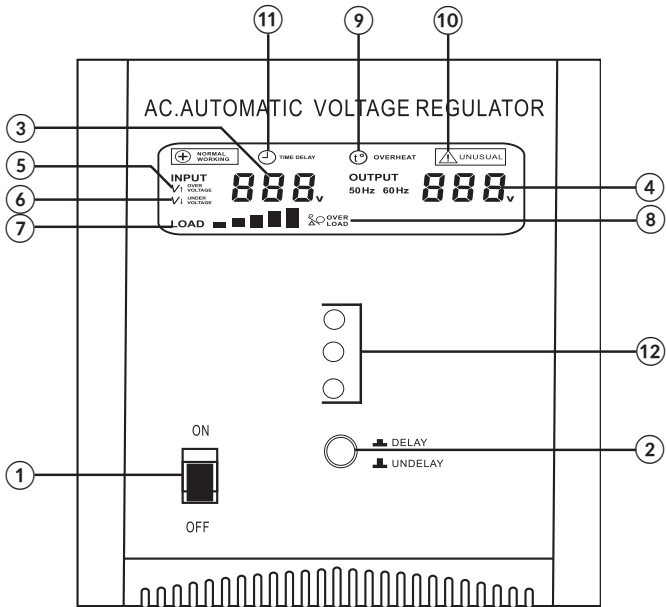 11
9
10
AC.AUTOMATIC VOLTAGE REGULATOR
3
NORMAL WORKING
TIME DELAY
t° OVERHEAT
UNUSUAL
5
INPUT
OUTPUT
V↑ OVER VOLTAGE
888v
50Hz 60Hz
888v
4
6
V↓ UNDER VOLTAGE
7
LOAD
OVER LOAD
8
12
ON
DELAY
2
1
UNDELAY
OFF